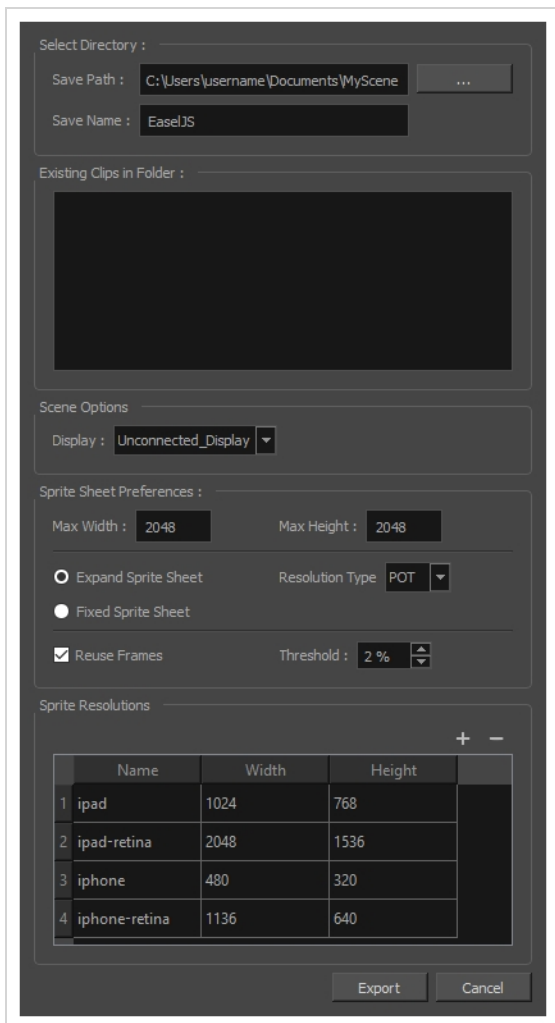 Select Directory :
Save Path : C:\Users\username\Documents\MyScene ...
Save Name : EaselJS
Existing Clips in Folder :
Scene Options
Display : Unconnected_Display
Sprite Sheet Preferences :
Max Width : 2048 Max Height : 2048
Expand Sprite Sheet Resolution Type POT
Fixed Sprite Sheet
Reuse Frames Threshold : 2 %
Sprite Resolutions
+ −
Name Width Height
1 ipad 1024 768
2 ipad-retina 2048 1536
3 iphone 480 320
4 iphone-retina 1136 640
Export Cancel